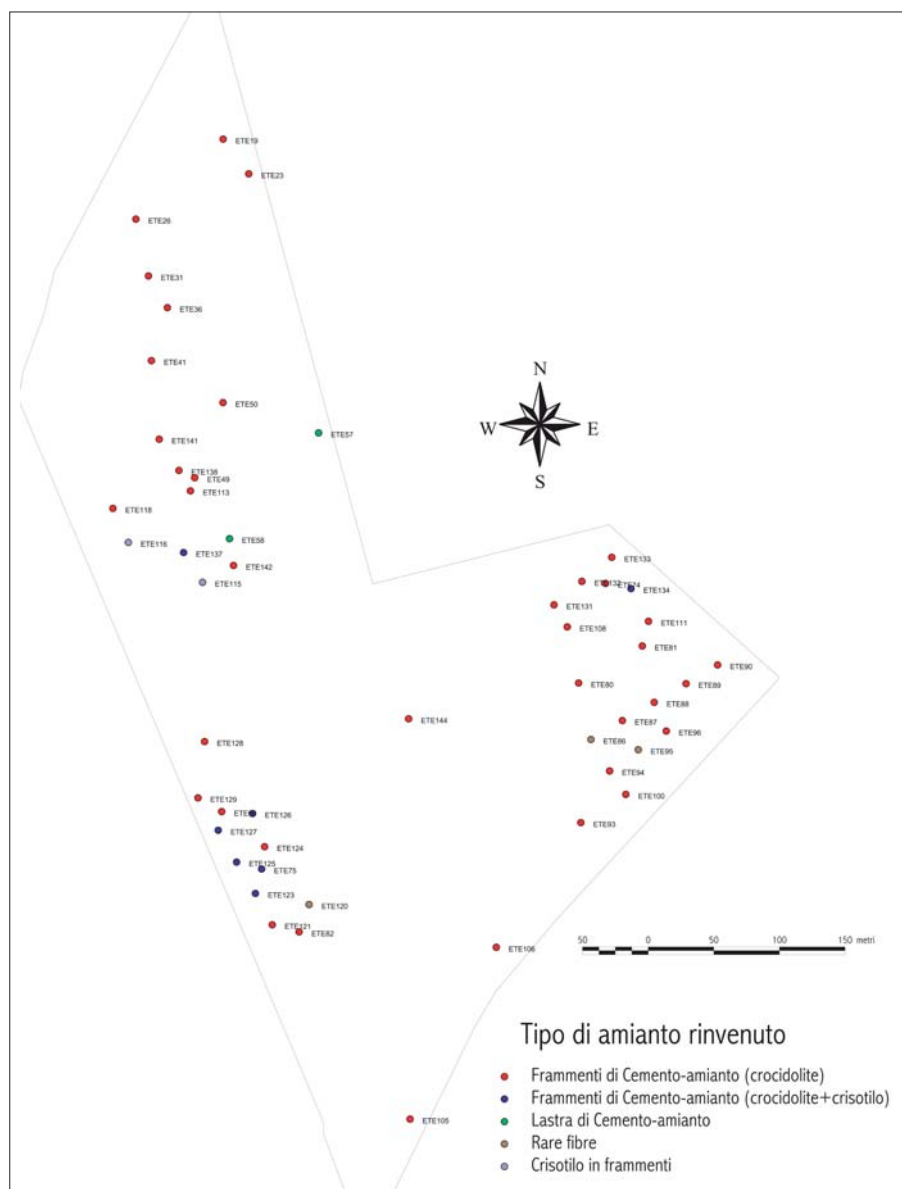 ETE19
ETE23
ETE26
ETE31
ETE36
ETE41
ETE50
ETE57
ETE141
ETE138
ETE49
ETE113
ETE118
ETE116
ETE137
ETE58
ETE142
ETE115
N
W E
S
ETE133
ETE132
ETE134
ETE131
ETE108
ETE111
ETE81
ETE90
ETE80
ETE89
ETE88
ETE87
ETE96
ETE86
ETE95
ETE94
ETE100
ETE93
ETE144
ETE128
ETE129
ETE126
ETE127
ETE124
ETE125
ETE75
ETE123
ETE120
ETE121
ETE82
ETE106
50 0 50 100 150 metri
ETE105
Tipo di amianto rinvenuto
Frammenti di Cemento-amianto (crocidolite)
Frammenti di Cemento-amianto (crocidolite+crisotilo)
Lastra di Cemento-amianto
Rare fibre
Crisotilo in frammenti